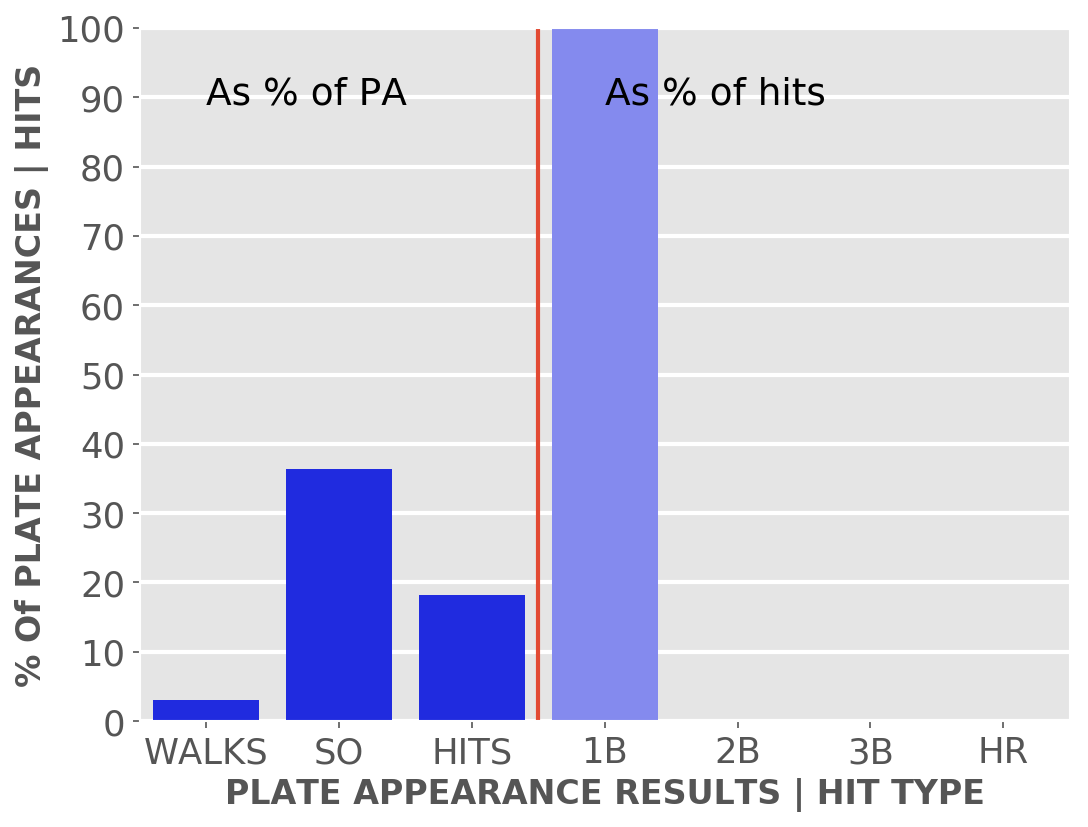 % Of PLATE APPEARANCES | HITS
100
90
80
70
60
50
40
30
20
10
0
As % of PA
As % of hits
WALKS SO HITS 1B 2B 3B HR
PLATE APPEARANCE RESULTS | HIT TYPE